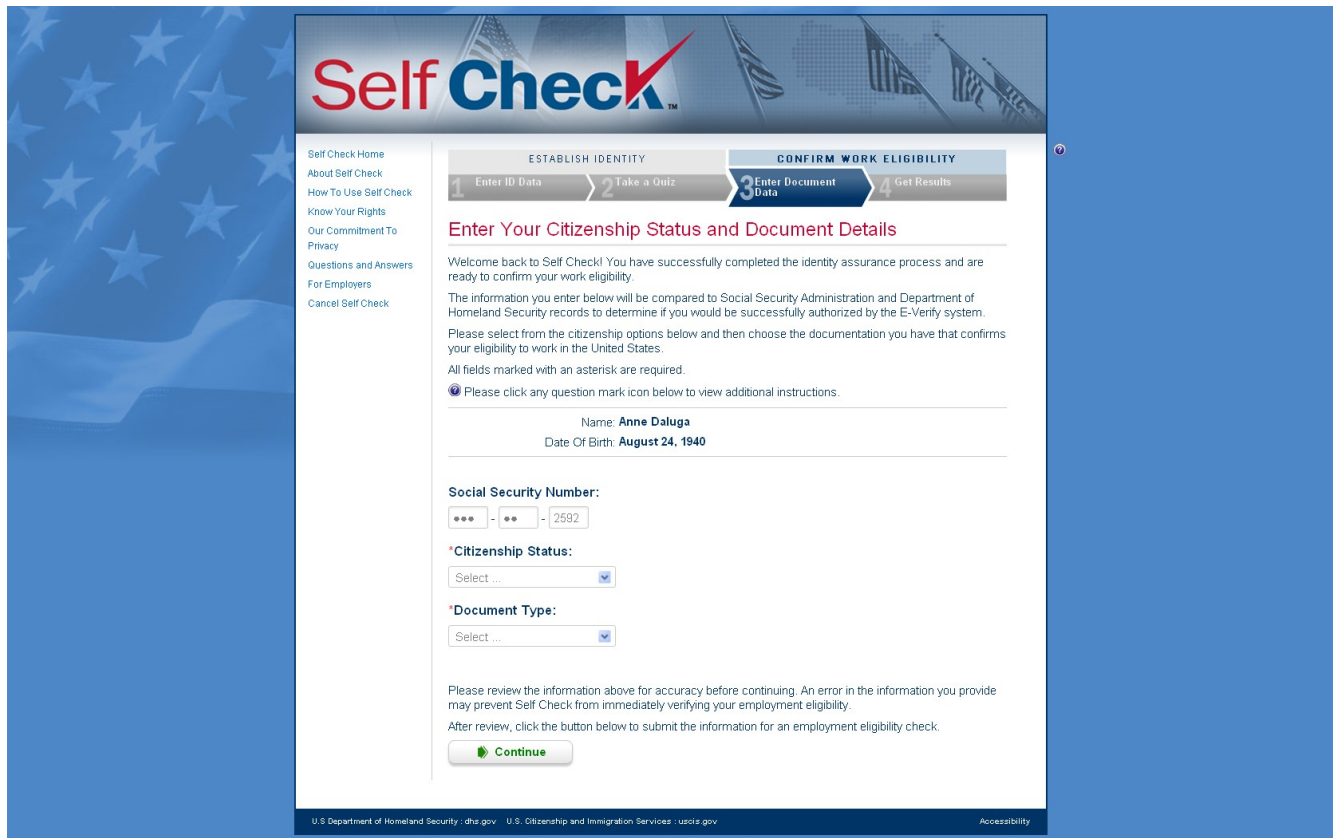 Self Check™
Self Check Home
About Self Check
How To Use Self Check
Know Your Rights
Our Commitment To
Privacy
Questions and Answers
For Employers
Cancel Self Check
ESTABLISH IDENTITY
CONFIRM WORK ELIGIBILITY
1 Enter ID Data
2 Take a Quiz
3 Enter Document
Data
4 Get Results
Enter Your Citizenship Status and Document Details
Welcome back to Self Check! You have successfully completed the identity assurance process and are
ready to confirm your work eligibility.
The information you enter below will be compared to Social Security Administration and Department of
Homeland Security records to determine if you would be successfully authorized by the E-Verify system.
Please select from the citizenship options below and then choose the documentation you have that confirms
your eligibility to work in the United States.
All fields marked with an asterisk are required.
? Please click any question mark icon below to view additional instructions.
Name: Anne Daluga
Date Of Birth: August 24, 1940
Social Security Number:
●●● - ●● - 2592
*Citizenship Status:
Select ...
*Document Type:
Select ...
Please review the information above for accuracy before continuing. An error in the information you provide
may prevent Self Check from immediately verifying your employment eligibility.
After review, click the button below to submit the information for an employment eligibility check.
Continue
U.S Department of Homeland Security : dhs.gov U.S. Citizenship and Immigration Services : uscis.gov Accessibility